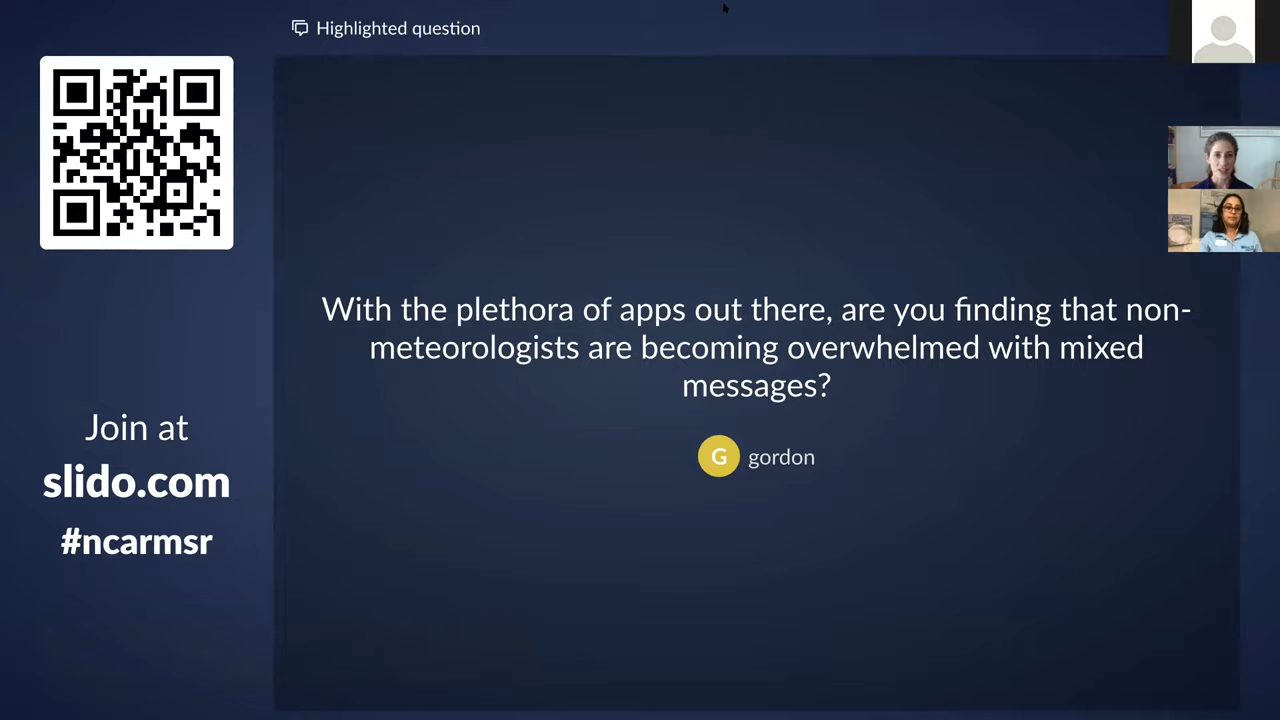 Highlighted question
With the plethora of apps out there, are you finding that non-
meteorologists are becoming overwhelmed with mixed
messages?
G gordon
Join at
slido.com
#ncarmsr